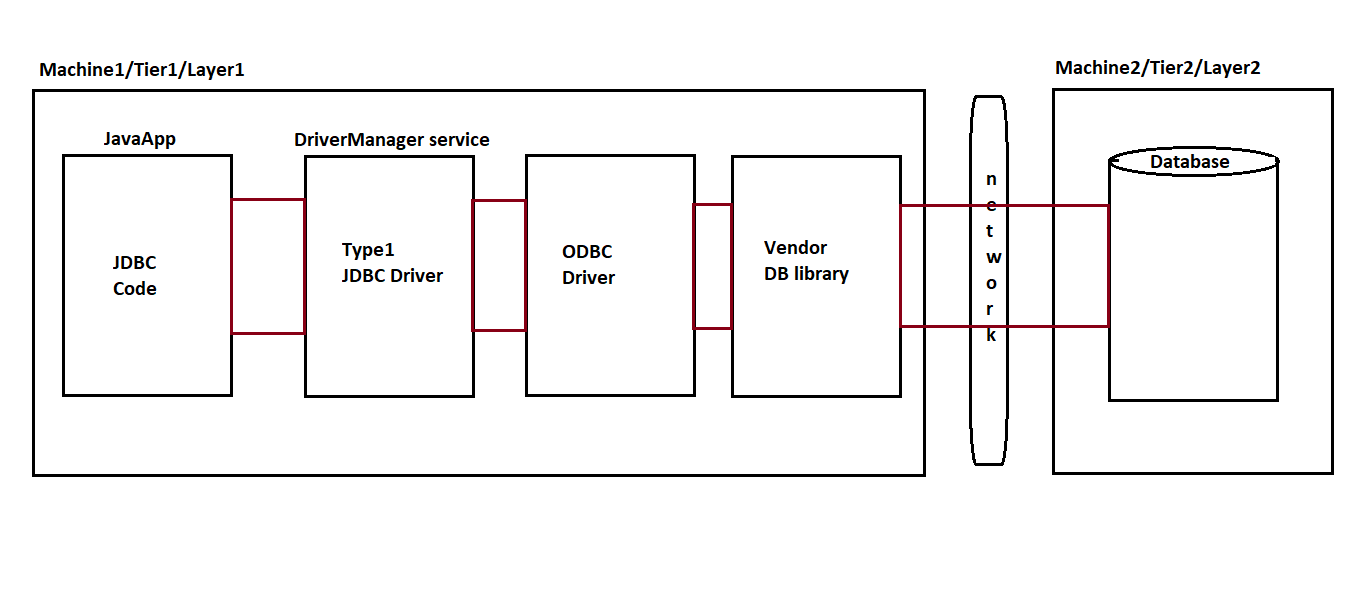 Machine1/Tier1/Layer1
Machine2/Tier2/Layer2
JavaApp
DriverManager service
JDBC
Code
Type1
JDBC Driver
ODBC
Driver
Vendor
DB library
n
e
t
w
o
r
k
Database